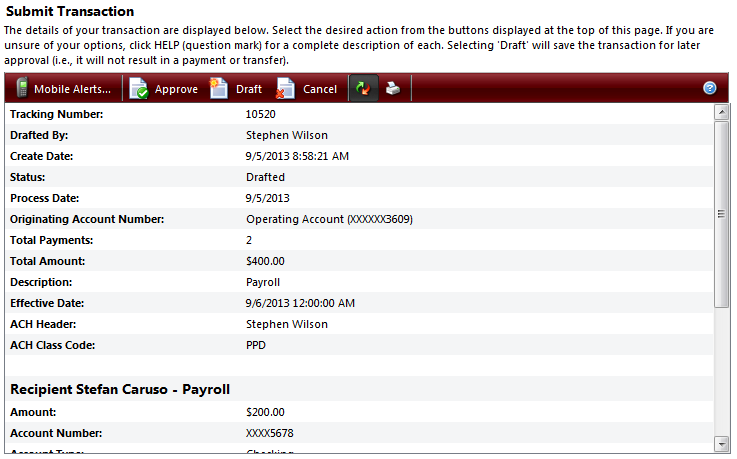 Submit Transaction
The details of your transaction are displayed below. Select the desired action from the buttons displayed at the top of this page. If you are
unsure of your options, click HELP (question mark) for a complete description of each. Selecting 'Draft' will save the transaction for later
approval (i.e., it will not result in a payment or transfer).
Mobile Alerts... Approve Draft Cancel ?
Tracking Number: 10520
Drafted By: Stephen Wilson
Create Date: 9/5/2013 8:58:21 AM
Status: Drafted
Process Date: 9/5/2013
Originating Account Number: Operating Account (XXXXXX3609)
Total Payments: 2
Total Amount: $400.00
Description: Payroll
Effective Date: 9/6/2013 12:00:00 AM
ACH Header: Stephen Wilson
ACH Class Code: PPD
Recipient Stefan Caruso - Payroll
Amount: $200.00
Account Number: XXXX5678
Account Type: Checking